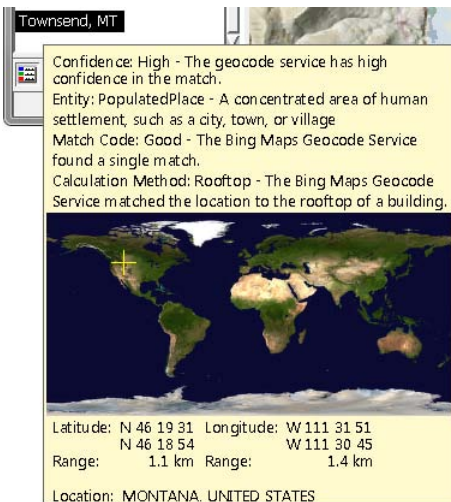 Townsend, MT
Confidence: High - The geocode service has high
confidence in the match.
Entity: PopulatedPlace - A concentrated area of human
settlement, such as a city, town, or village
Match Code: Good - The Bing Maps Geocode Service
found a single match.
Calculation Method: Rooftop - The Bing Maps Geocode
Service matched the location to the rooftop of a building.
Latitude: N 46 19 31 Longitude: W 111 31 51
N 46 18 54 W 111 30 45
Range: 1.1 km Range: 1.4 km
Location: MONTANA, UNITED STATES